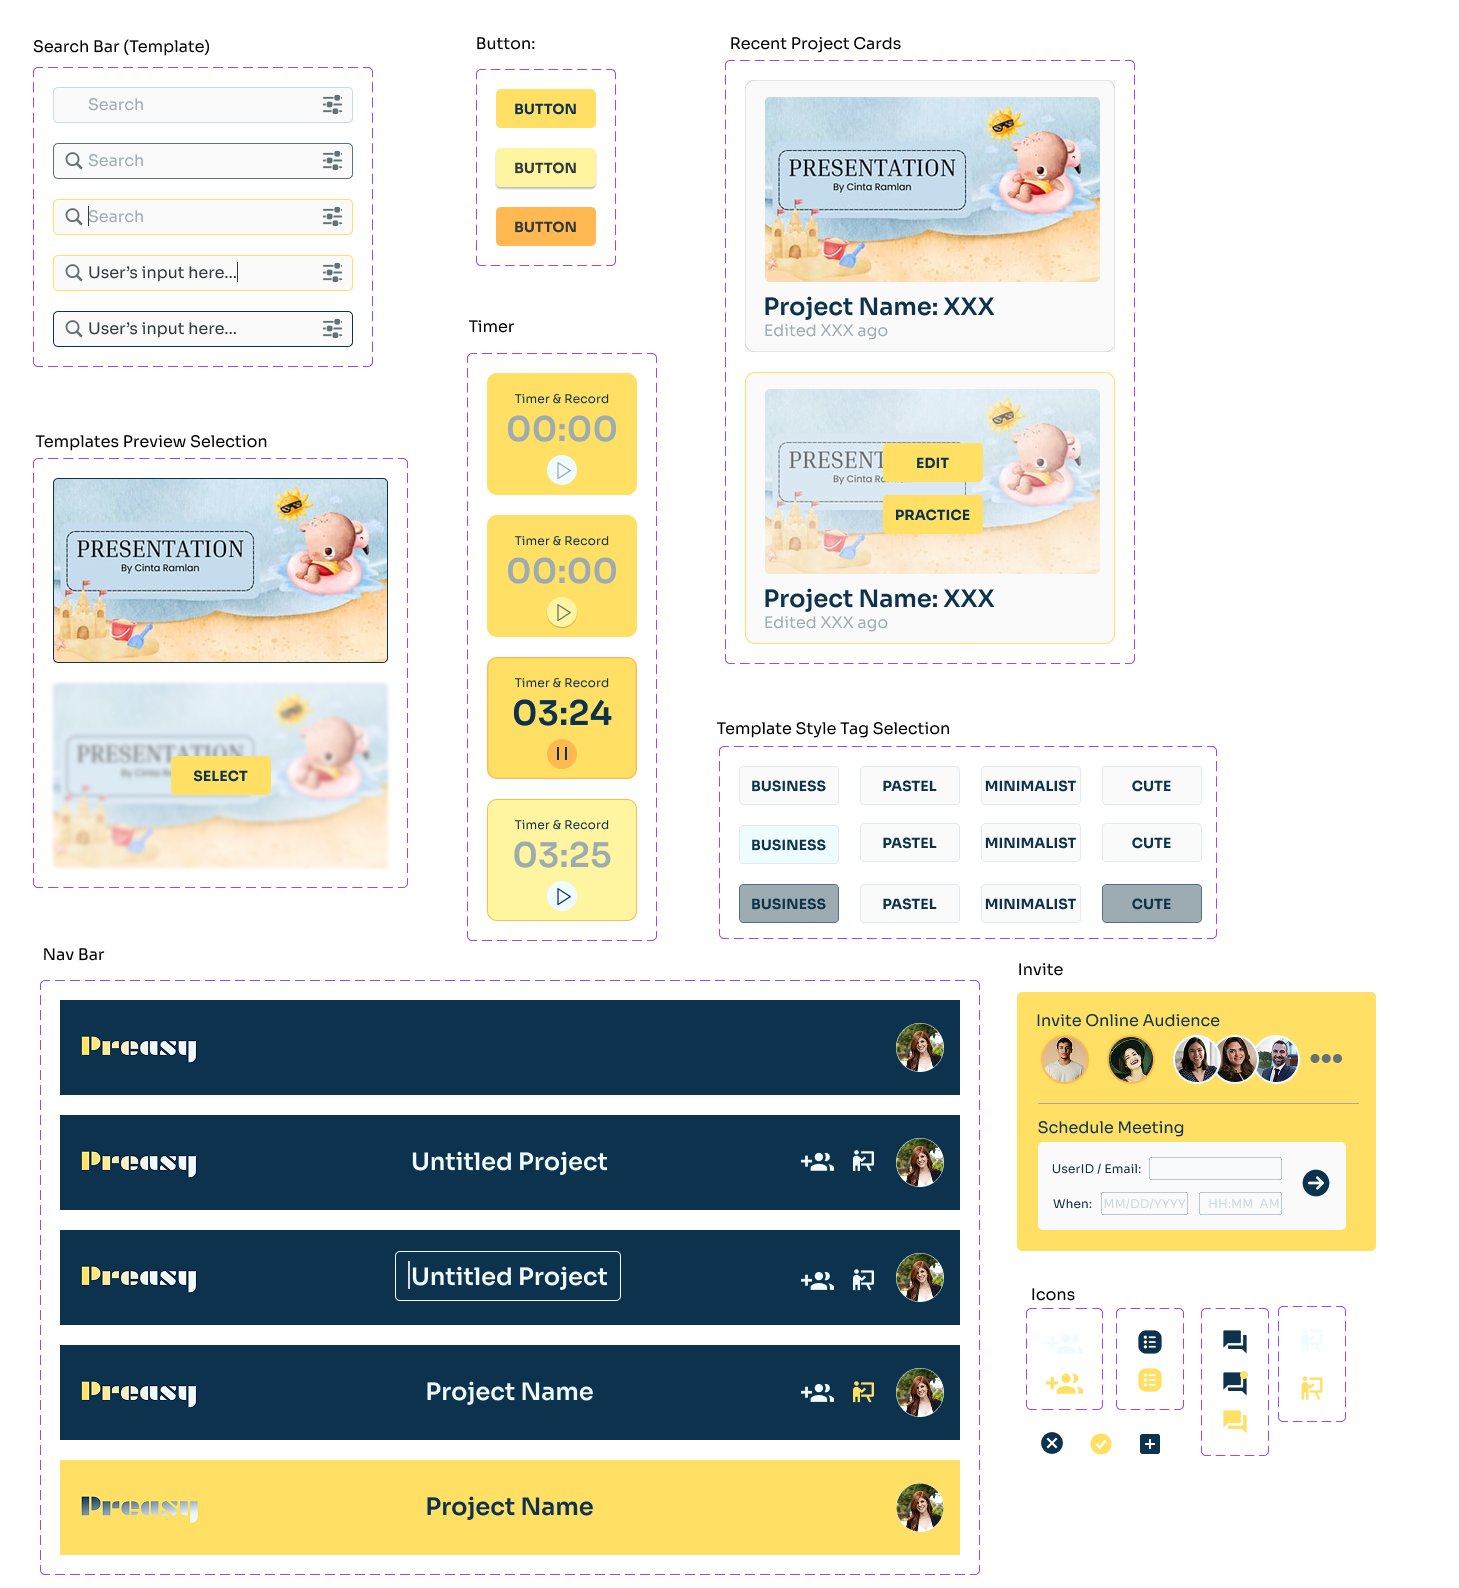 Search Bar (Template)
Search
Search
Search
User's input here...
User's input here...
Button:
BUTTON
BUTTON
BUTTON
Recent Project Cards
PRESENTATION
By Cinta Ramlan
Project Name: XXX
Edited XXX ago
PRESENT
By C
EDIT
PRACTICE
Project Name: XXX
Edited XXX ago
Timer
Timer & Record
00:00
Timer & Record
00:00
Timer & Record
03:24
Timer & Record
03:25
Templates Preview Selection
PRESENTATION
By Cinta Ramlan
PRESENTATION
By C
SELECT
Template Style Tag Selection
BUSINESS PASTEL MINIMALIST CUTE
BUSINESS PASTEL MINIMALIST CUTE
BUSINESS PASTEL MINIMALIST CUTE
Nav Bar
Preasy
Preasy Untitled Project
Preasy Untitled Project
Preasy Project Name
Preasy Project Name
Invite
Invite Online Audience
Schedule Meeting
UserID / Email:
When: MM/DD/YYYY HH:MM AM
Icons